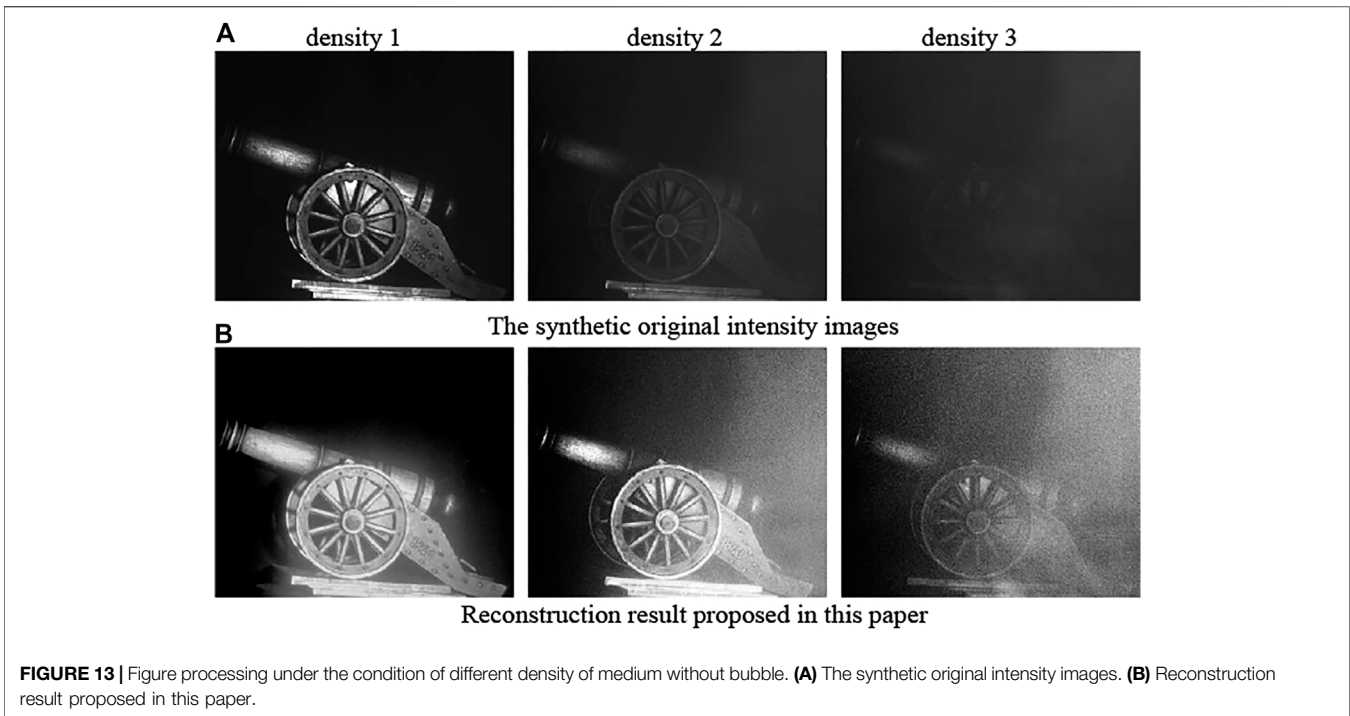 A
density 1 density 2 density 3
The synthetic original intensity images
B
Reconstruction result proposed in this paper
FIGURE 13 | Figure processing under the condition of different density of medium without bubble. (A) The synthetic original intensity images. (B) Reconstruction
result proposed in this paper.